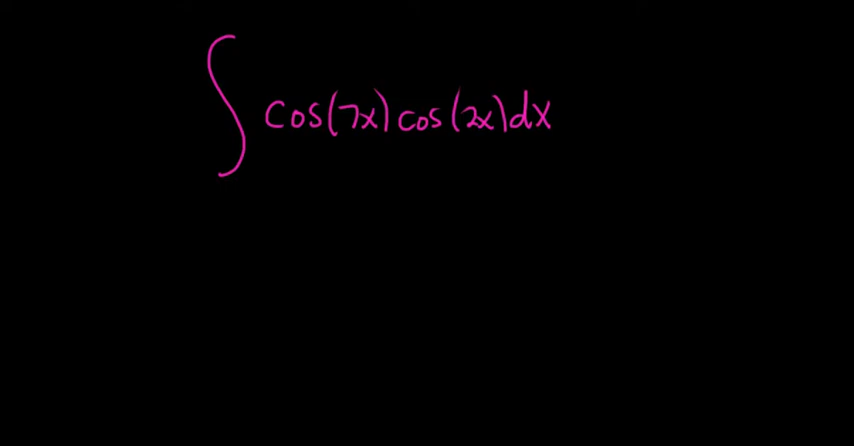 ∫ cos(7x) cos(2x) dx